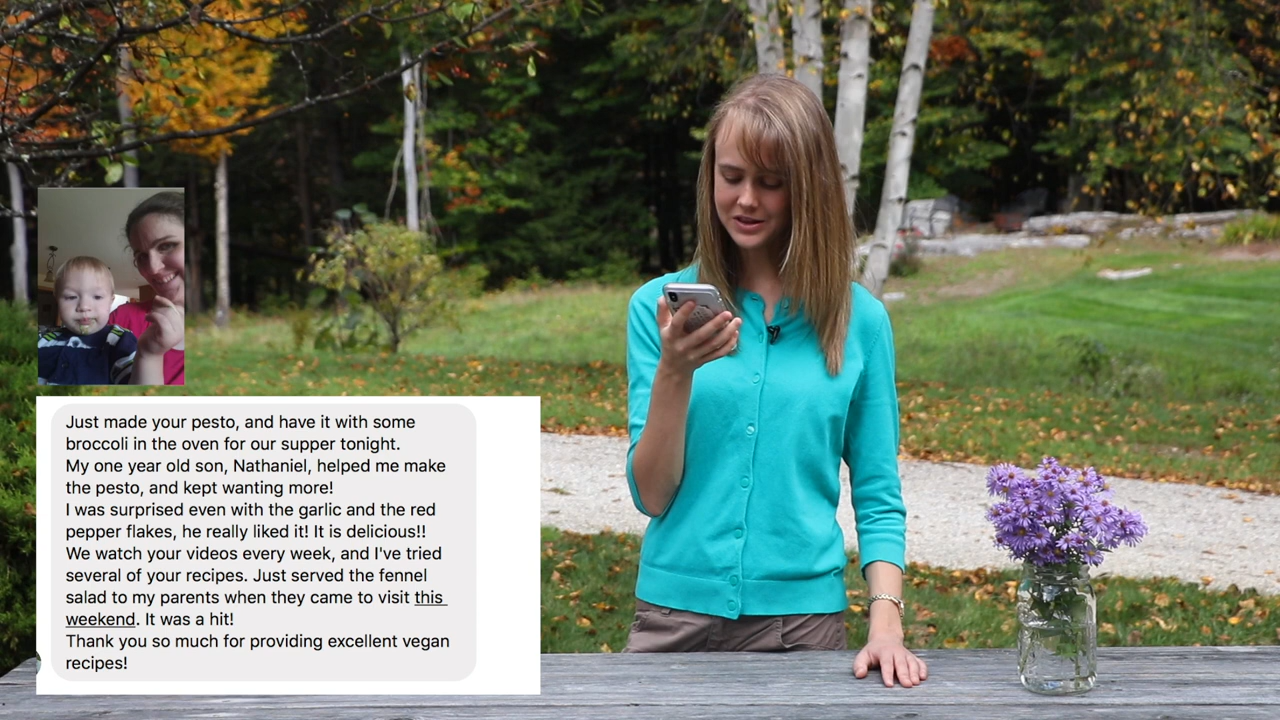 Just made your pesto, and have it with some
broccoli in the oven for our supper tonight.
My one year old son, Nathaniel, helped me make
the pesto, and kept wanting more!
I was surprised even with the garlic and the red
pepper flakes, he really liked it! It is delicious!!
We watch your videos every week, and I've tried
several of your recipes. Just served the fennel
salad to my parents when they came to visit this
weekend. It was a hit!
Thank you so much for providing excellent vegan
recipes!